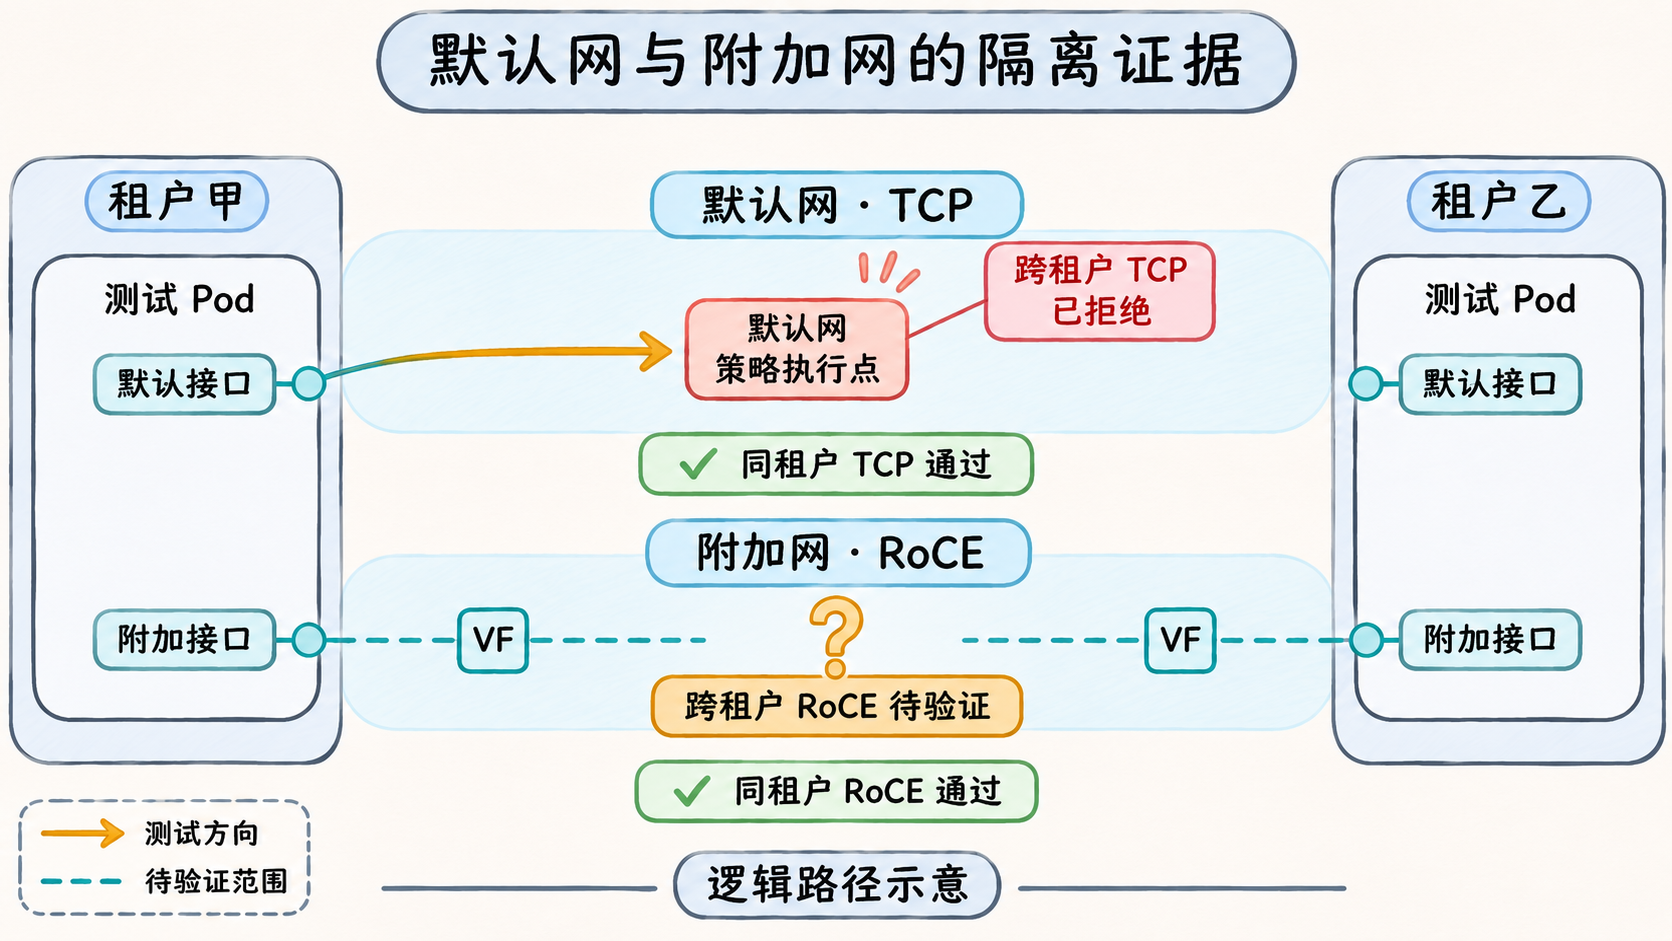 默认网与附加网的隔离证据
租户甲
测试 Pod
默认接口
附加接口
默认网 · TCP
默认网
策略执行点
跨租户 TCP
已拒绝
同租户 TCP 通过
附加网 · RoCE
VF
?
VF
跨租户 RoCE 待验证
同租户 RoCE 通过
租户乙
测试 Pod
默认接口
附加接口
测试方向
待验证范围
逻辑路径示意